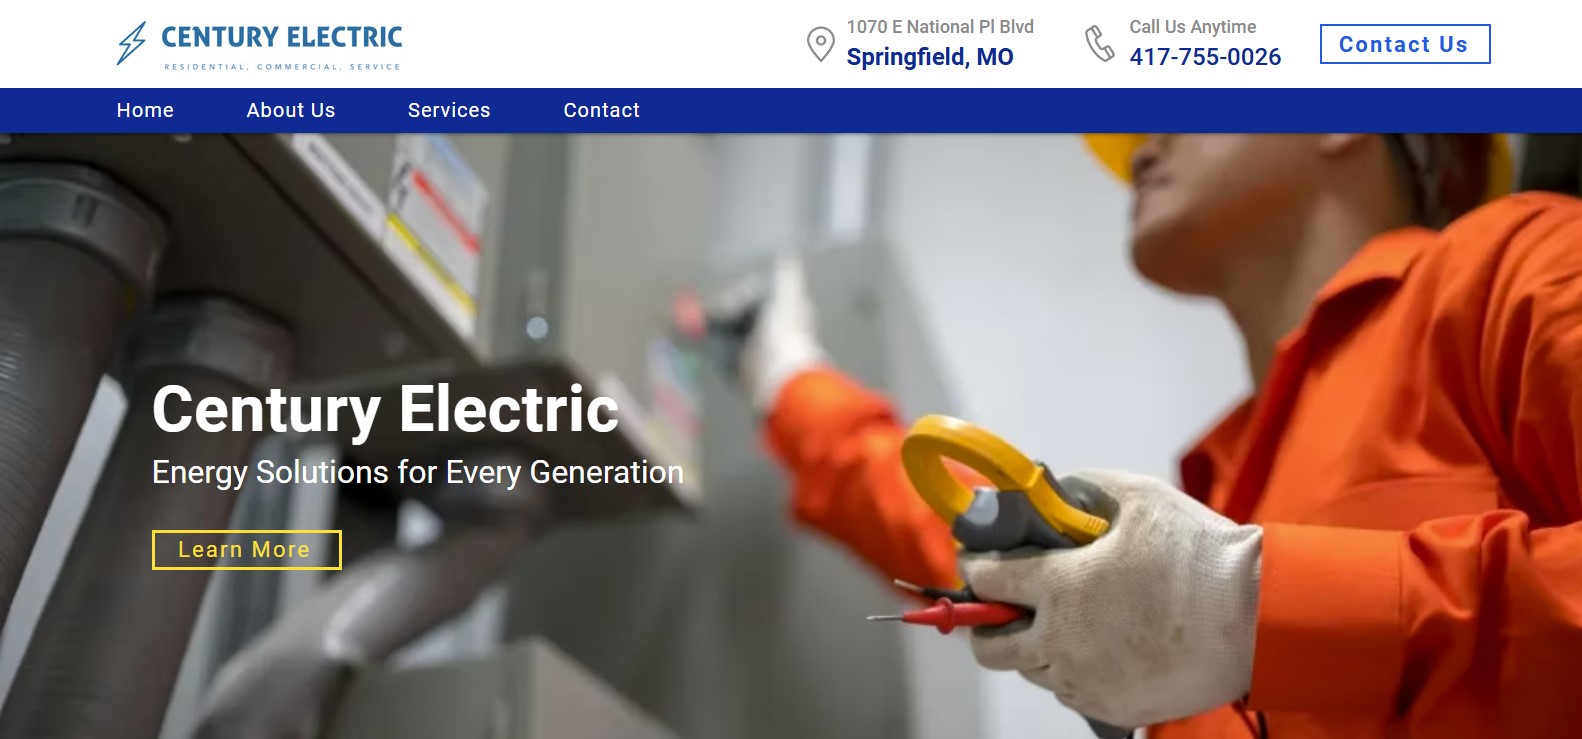 CENTURY ELECTRIC
RESIDENTIAL, COMMERCIAL, SERVICE
1070 E National Pl Blvd
Springfield, MO
Call Us Anytime
417-755-0026
Contact Us
Home
About Us
Services
Contact
Century Electric
Energy Solutions for Every Generation
Learn More